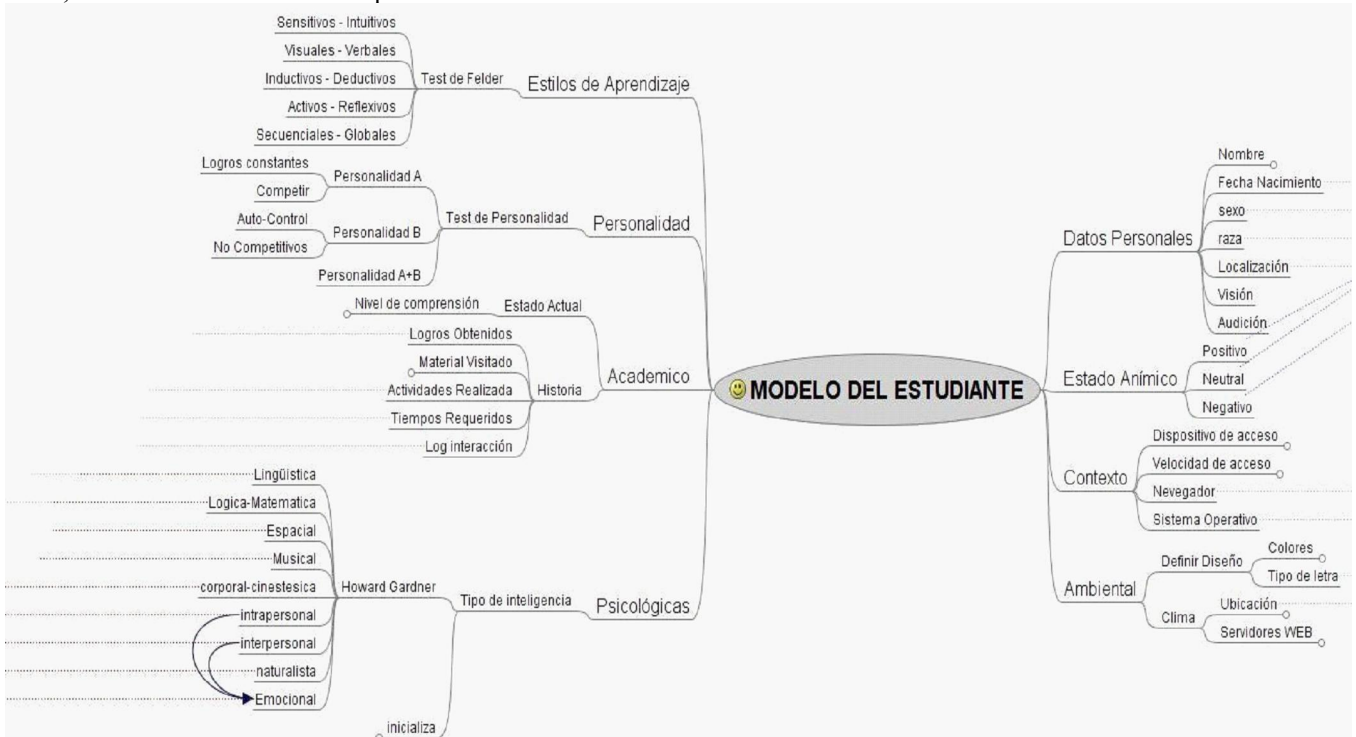 Sensitivos - Intuitivos
Visuales - Verbales
Inductivos - Deductivos
Activos - Reflexivos
Secuenciales - Globales
Test de Felder
Estilos de Aprendizaje
Logros constantes
Competir
Personalidad A
Auto-Control
No Competitivos
Personalidad B
Personalidad A+B
Test de Personalidad
Personalidad
Nivel de comprensión
Estado Actual
Logros Obtenidos
Material Visitado
Actividades Realizada
Tiempos Requeridos
Log interacción
Historia
Academico
Lingüística
Logica-Matematica
Espacial
Musical
corporal-cinestesica
intrapersonal
interpersonal
naturalista
Emocional
Howard Gardner
inicializa
Tipo de inteligencia
Psicológicas
MODELO DEL ESTUDIANTE
Datos Personales
Nombre
Fecha Nacimiento
sexo
raza
Localización
Visión
Audición
Estado Anímico
Positivo
Neutral
Negativo
Contexto
Dispositivo de acceso
Velocidad de acceso
Nevegador
Sistema Operativo
Ambiental
Definir Diseño
Colores
Tipo de letra
Clima
Ubicación
Servidores WEB